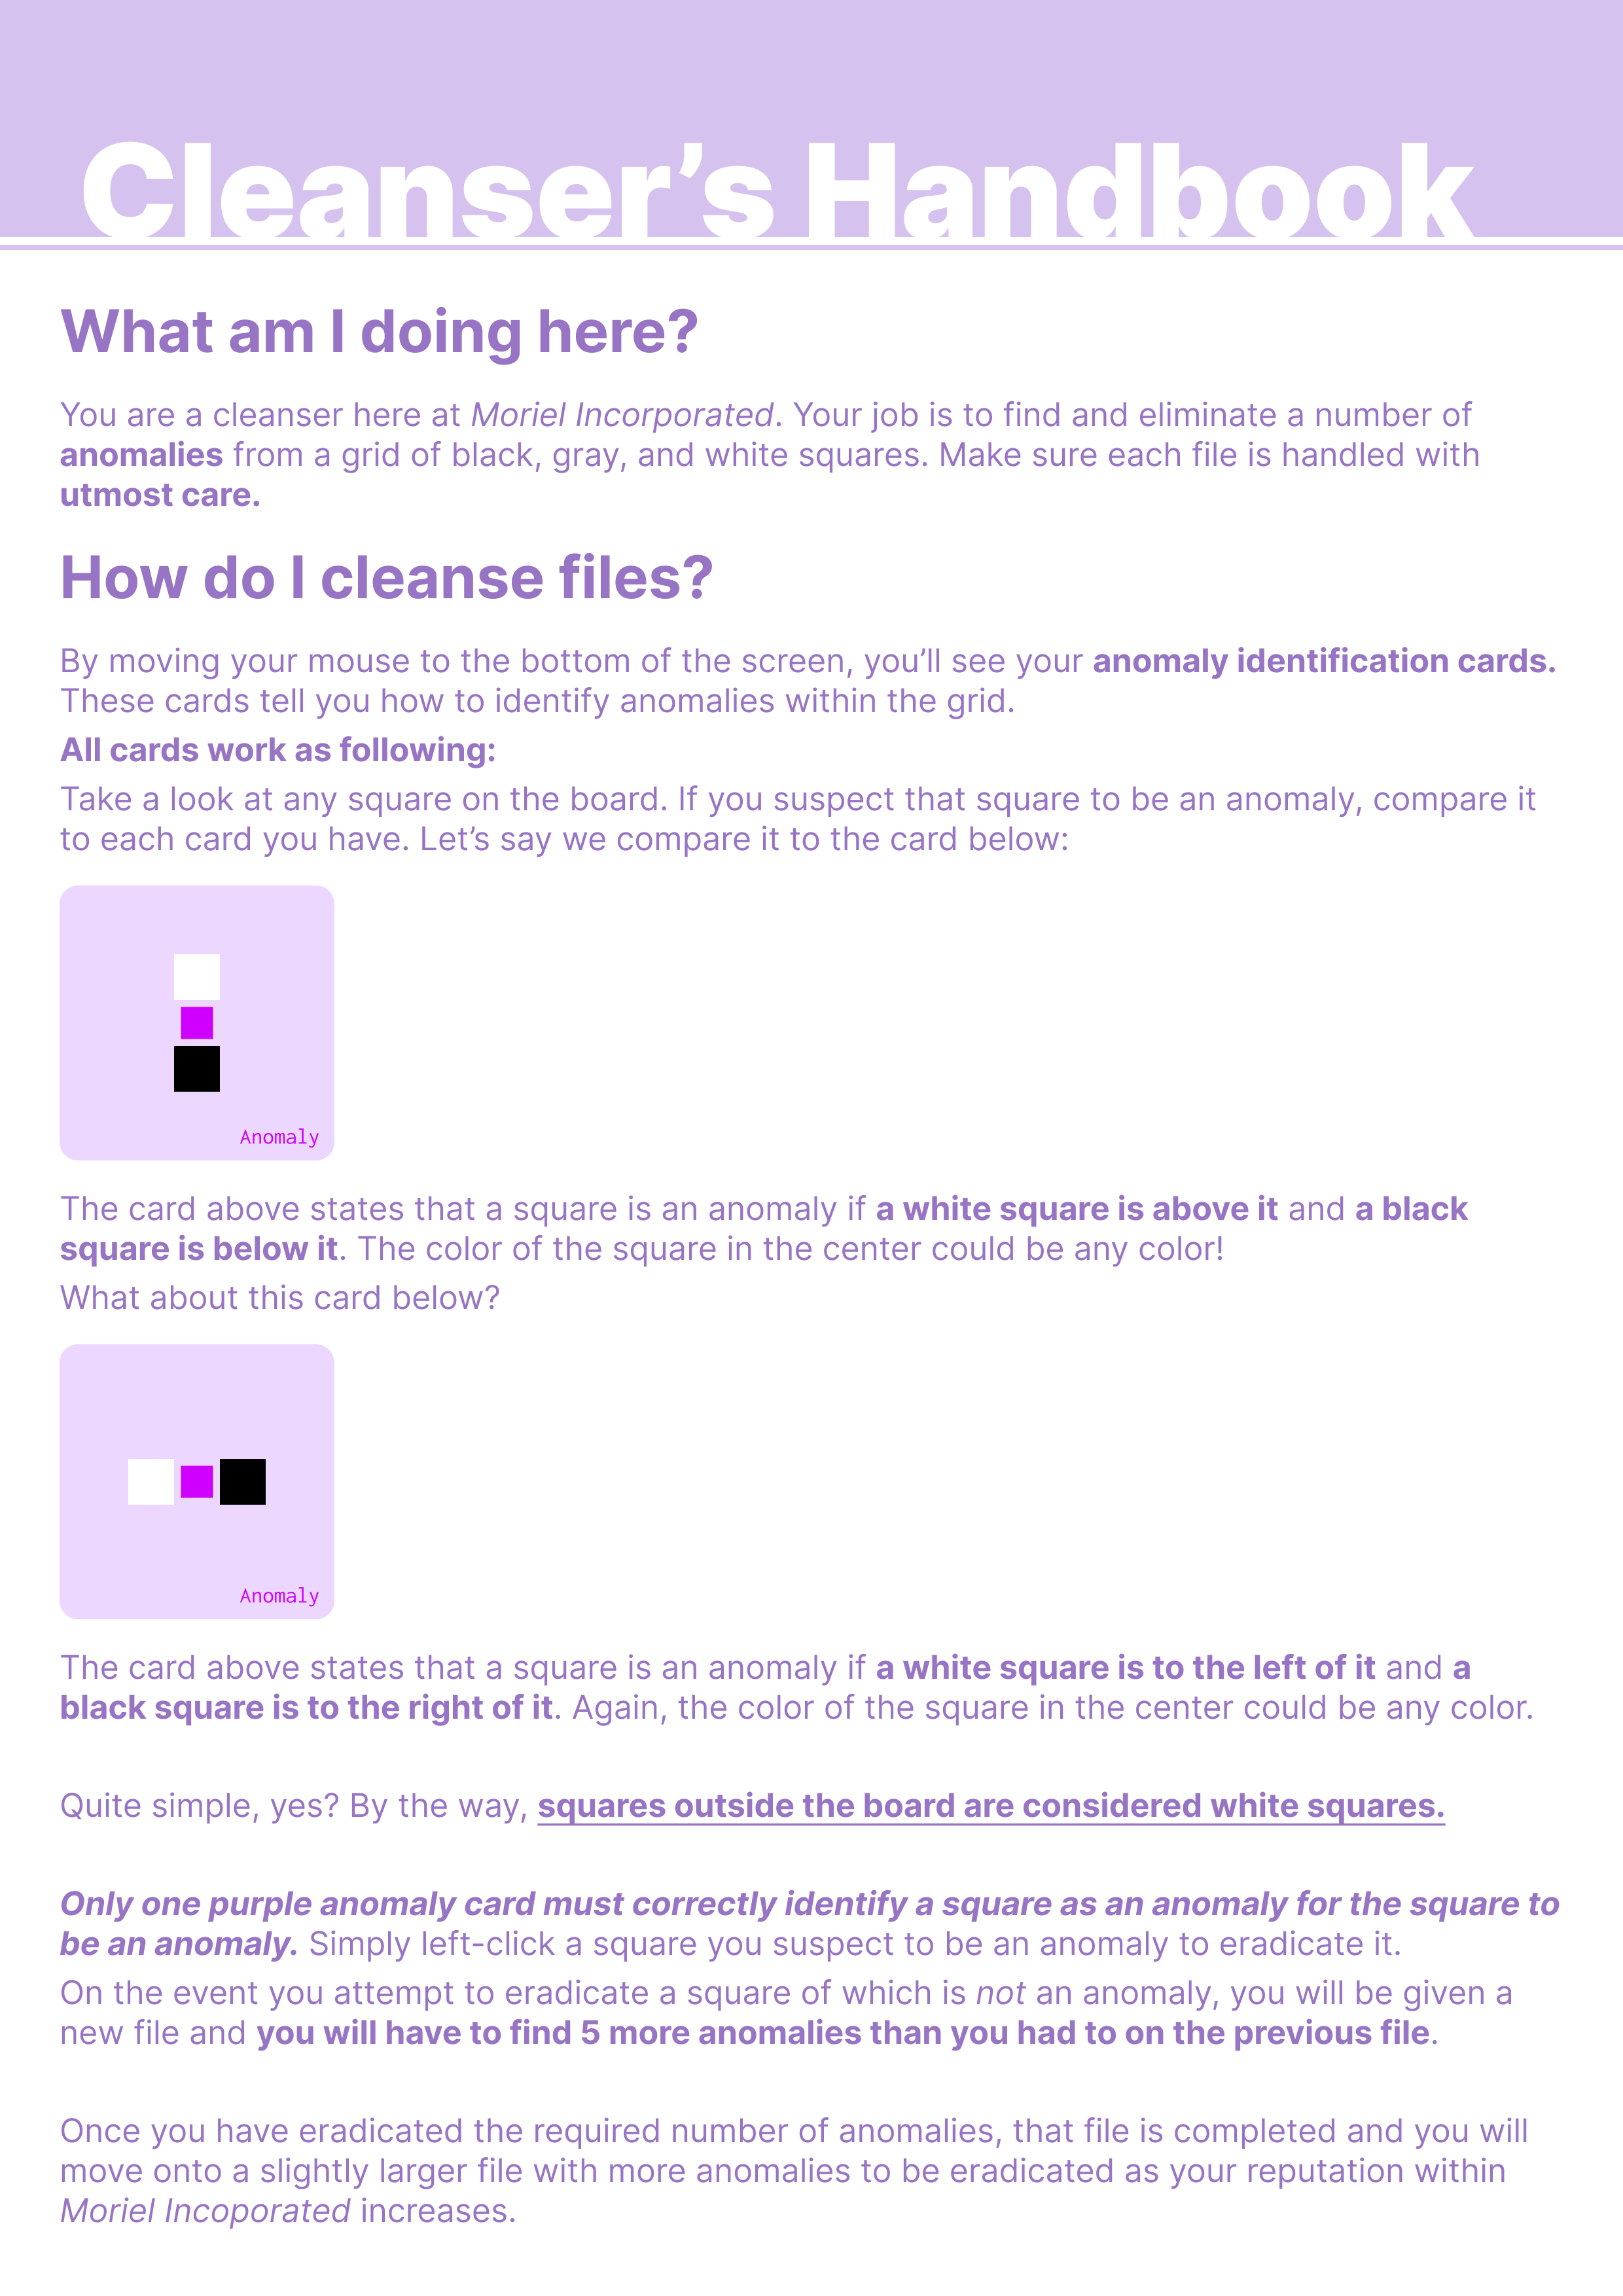 Cleanser’s Handbook
What am I doing here?
You are a cleanser here at Moriel Incorporated. Your job is to find and eliminate a number of
anomalies from a grid of black, gray, and white squares. Make sure each file is handled with
utmost care.
How do I cleanse files?
By moving your mouse to the bottom of the screen, you’ll see your anomaly identification cards.
These cards tell you how to identify anomalies within the grid.
All cards work as following:
Take a look at any square on the board. If you suspect that square to be an anomaly, compare it
to each card you have. Let’s say we compare it to the card below:
Anomaly
The card above states that a square is an anomaly if a white square is above it and a black
square is below it. The color of the square in the center could be any color!
What about this card below?
Anomaly
The card above states that a square is an anomaly if a white square is to the left of it and a
black square is to the right of it. Again, the color of the square in the center could be any color.
Quite simple, yes? By the way, squares outside the board are considered white squares.
Only one purple anomaly card must correctly identify a square as an anomaly for the square to
be an anomaly. Simply left-click a square you suspect to be an anomaly to eradicate it.
On the event you attempt to eradicate a square of which is not an anomaly, you will be given a
new file and you will have to find 5 more anomalies than you had to on the previous file.
Once you have eradicated the required number of anomalies, that file is completed and you will
move onto a slightly larger file with more anomalies to be eradicated as your reputation within
Moriel Incoporated increases.